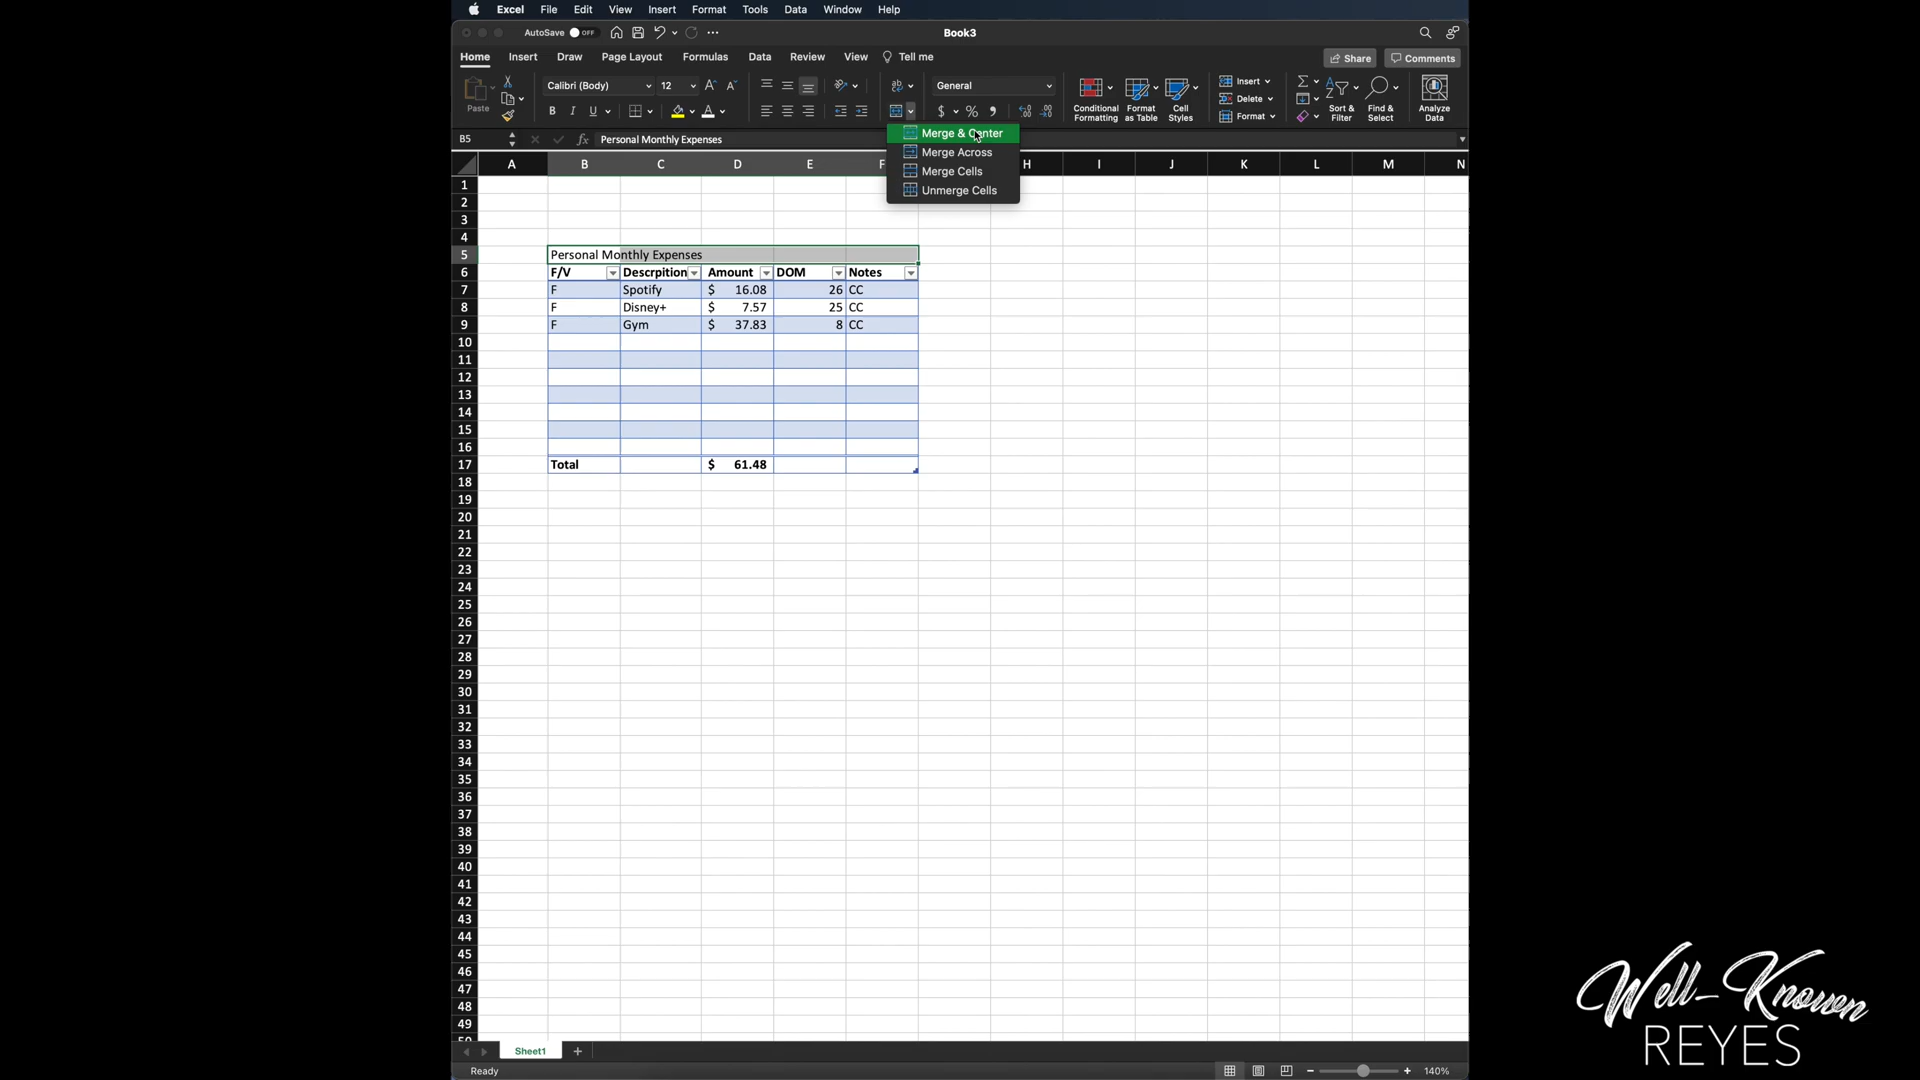 Excel File Edit View Insert Format Tools Data Window Help
AutoSave OFF Book3
Home Insert Draw Page Layout Formulas Data Review View Tell me Share Comments
Paste Calibri (Body) 12 A A ab General Conditional Formatting Format as Table Cell Styles Insert Delete Format Sort & Filter Find & Select Analyze Data
B I U A $ %
B5 fx Personal Monthly Expenses
Merge & Center
Merge Across
Merge Cells
Unmerge Cells
A B C D E F H I J K L M N
1
2
3
4
5 Personal Monthly Expenses
6 F/V Descrpition Amount DOM Notes
7 F Spotify $ 16.08 26 CC
8 F Disney+ $ 7.57 25 CC
9 F Gym $ 37.83 8 CC
10
11
12
13
14
15
16
17 Total $ 61.48
18
19
20
21
22
23
24
25
26
27
28
29
30
31
32
33
34
35
36
37
38
39
40
41
42
43
44
45
46
47
48
49
Sheet1 +
Ready - + 140%
Well-Known
REYES